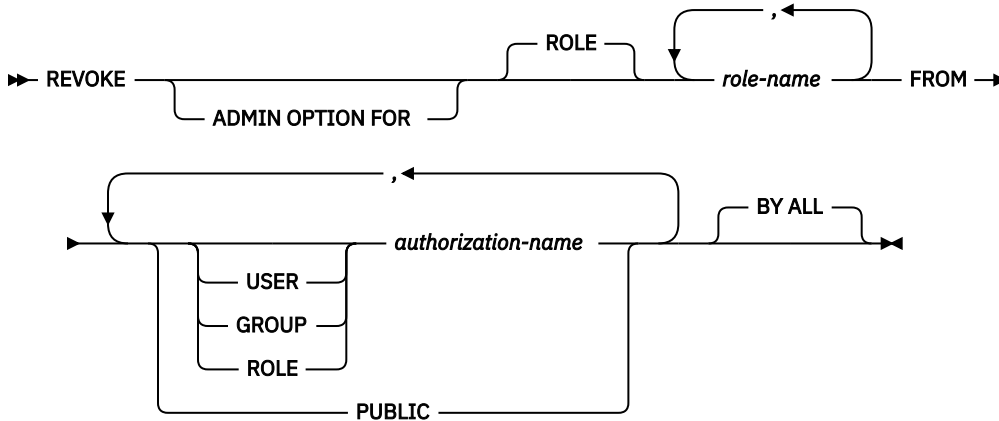 ,
ROLE
REVOKE role-name FROM
ADMIN OPTION FOR
,
BY ALL
authorization-name
USER
GROUP
ROLE
PUBLIC